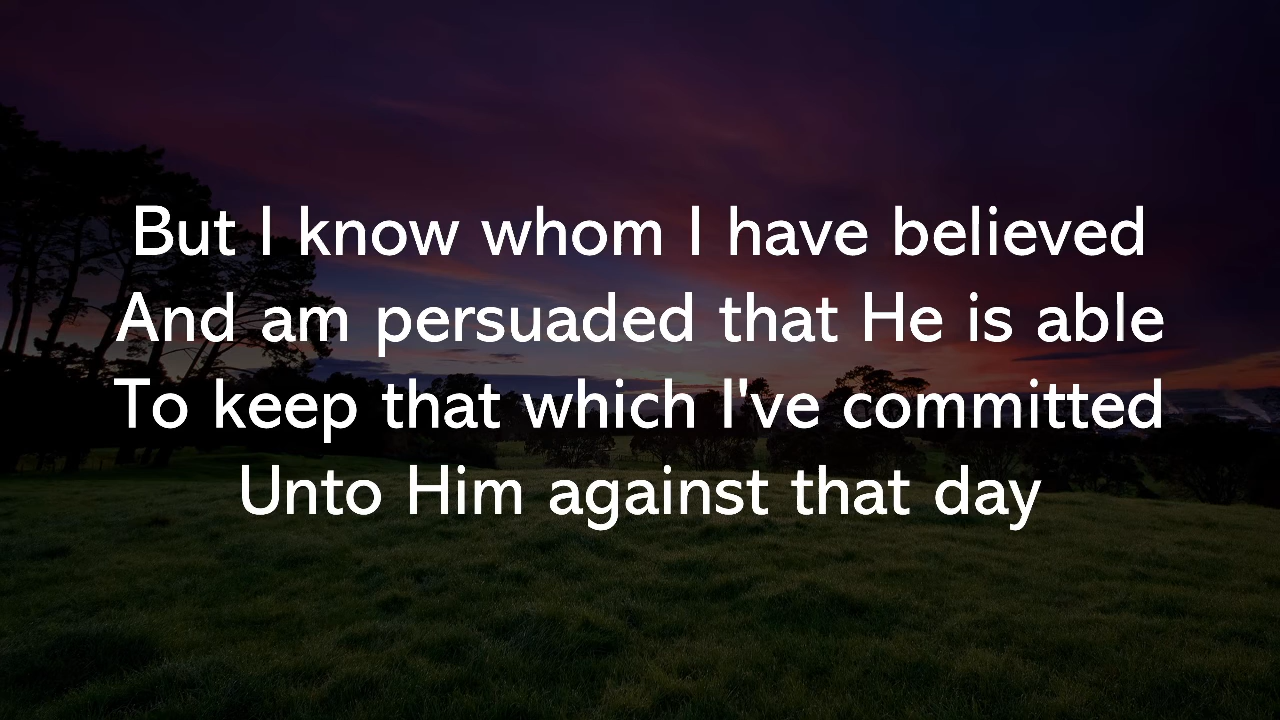 But I know whom I have believed
And am persuaded that He is able
To keep that which I've committed
Unto Him against that day